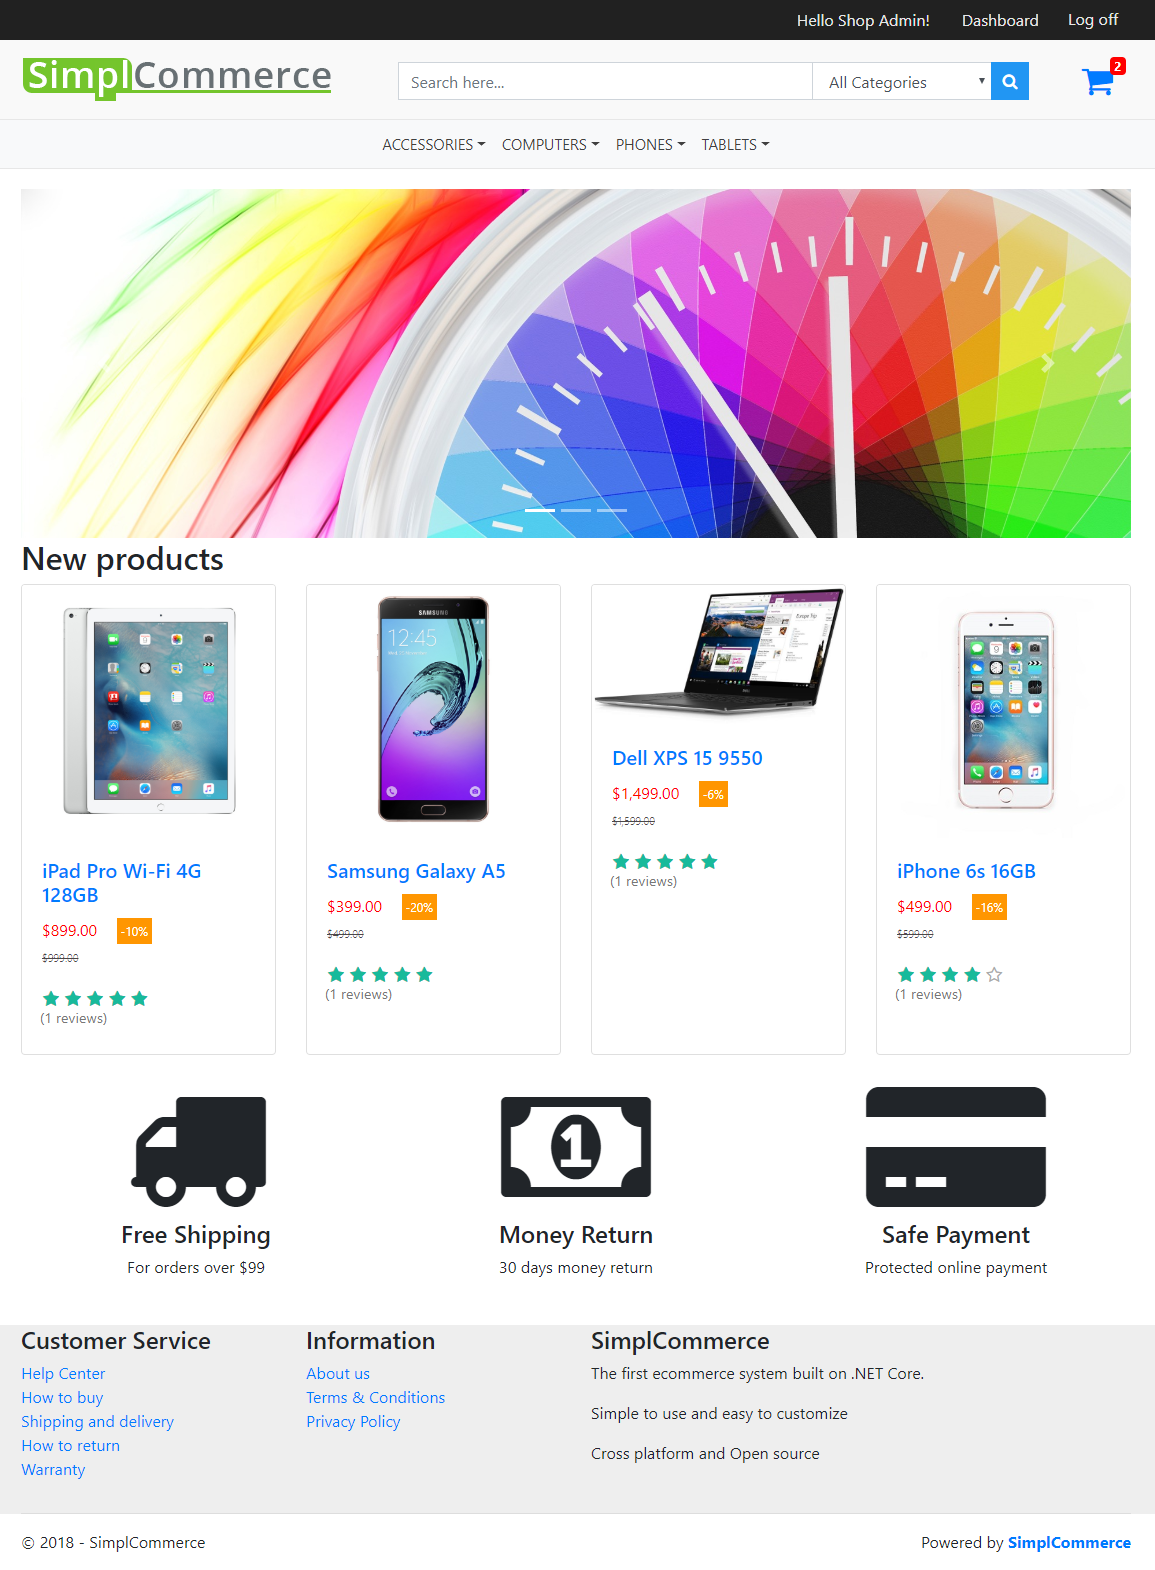 Hello Shop Admin! Dashboard Log off
SimplCommerce
Search here... All Categories
2
ACCESSORIES COMPUTERS PHONES TABLETS
New products
SAMSUNG
12:45
DELL
iPad Pro Wi-Fi 4G
128GB
$899.00 -10%
$999.00
(1 reviews)
Samsung Galaxy A5
$399.00 -20%
$499.00
(1 reviews)
Dell XPS 15 9550
$1,499.00 -6%
$1,599.00
(1 reviews)
iPhone 6s 16GB
$499.00 -16%
$599.00
(1 reviews)
1
Free Shipping
For orders over $99
Money Return
30 days money return
Safe Payment
Protected online payment
Customer Service
Help Center
How to buy
Shipping and delivery
How to return
Warranty
Information
About us
Terms & Conditions
Privacy Policy
SimplCommerce
The first ecommerce system built on .NET Core.
Simple to use and easy to customize
Cross platform and Open source
© 2018 - SimplCommerce
Powered by SimplCommerce